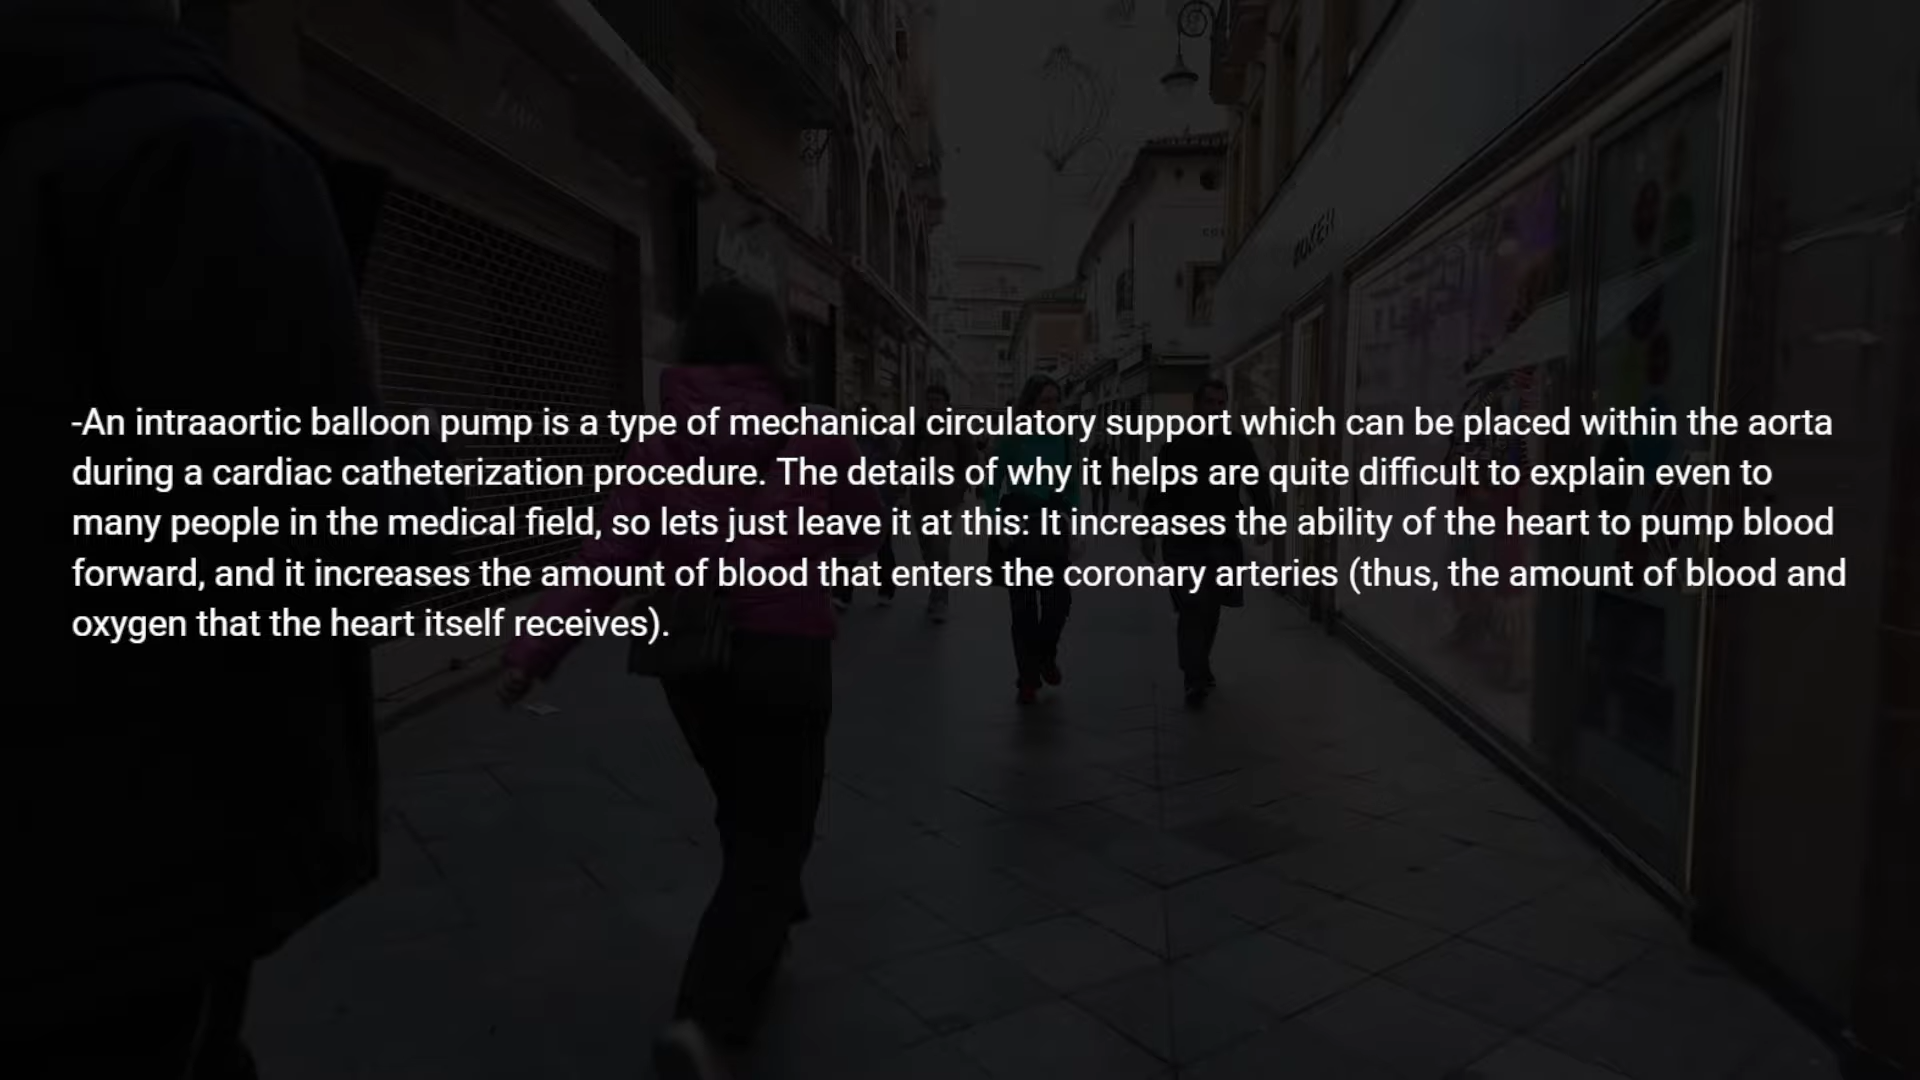 -An intraaortic balloon pump is a type of mechanical circulatory support which can be placed within the aorta
during a cardiac catheterization procedure. The details of why it helps are quite difficult to explain even to
many people in the medical field, so lets just leave it at this: It increases the ability of the heart to pump blood
forward, and it increases the amount of blood that enters the coronary arteries (thus, the amount of blood and
oxygen that the heart itself receives).